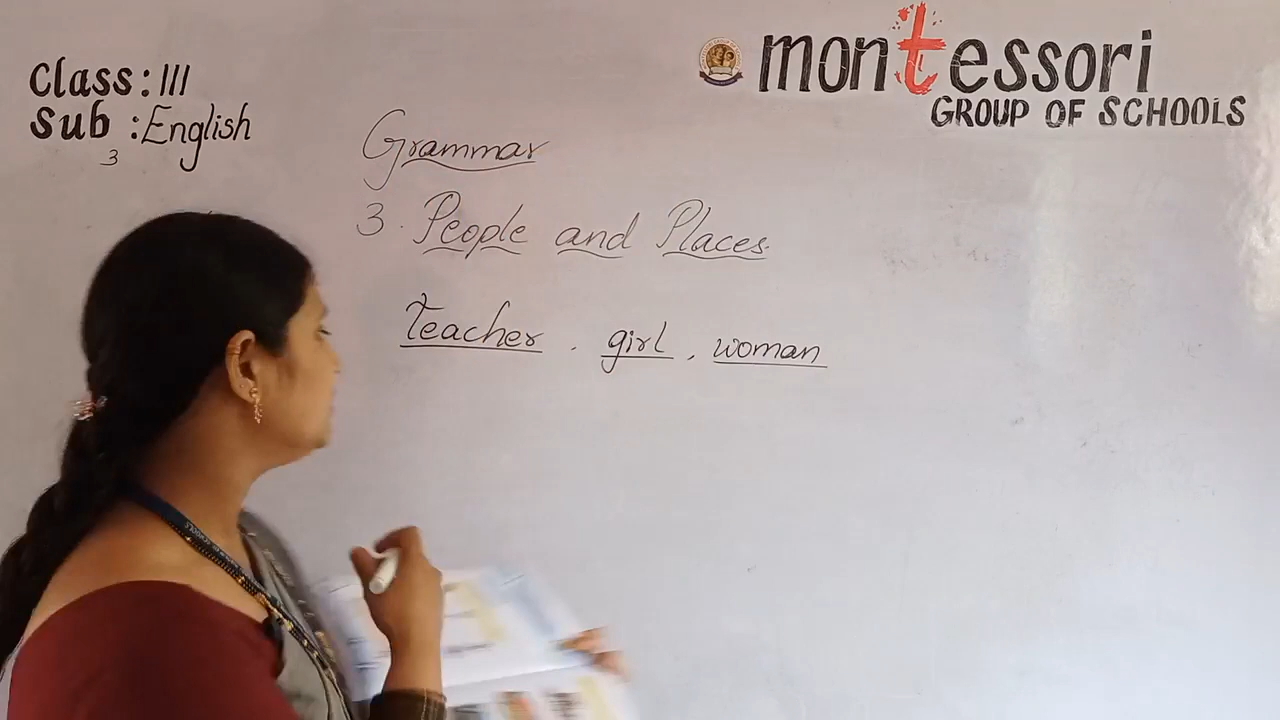 Class: III
Sub : English
3
montessori
GROUP OF SCHOOLS
Grammar
3. People and Places.
Teacher . girl , woman